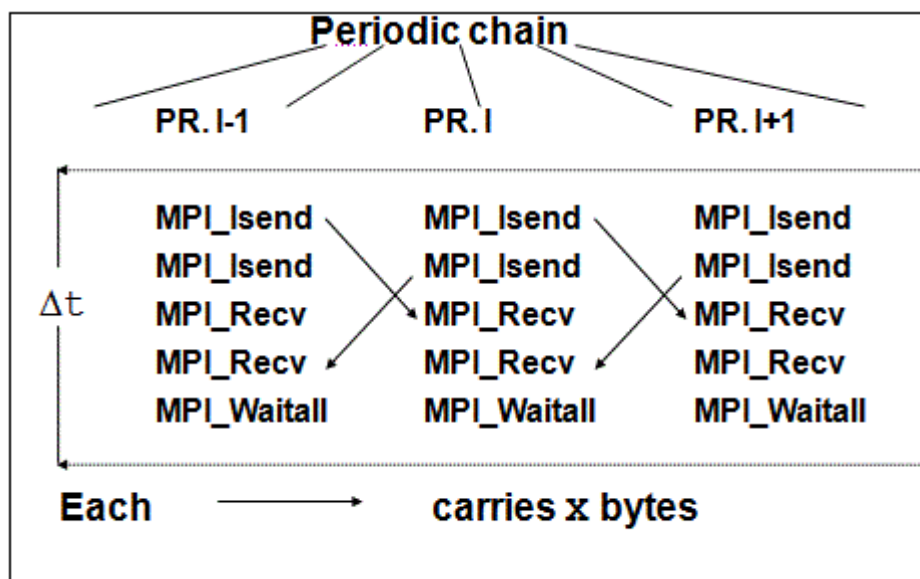 Periodic chain
PR. I-1 PR. I PR. I+1
MPI_Isend MPI_Isend MPI_Isend
MPI_Isend MPI_Isend MPI_Isend
Δt MPI_Recv MPI_Recv MPI_Recv
MPI_Recv MPI_Recv MPI_Recv
MPI_Waitall MPI_Waitall MPI_Waitall
Each carries x bytes